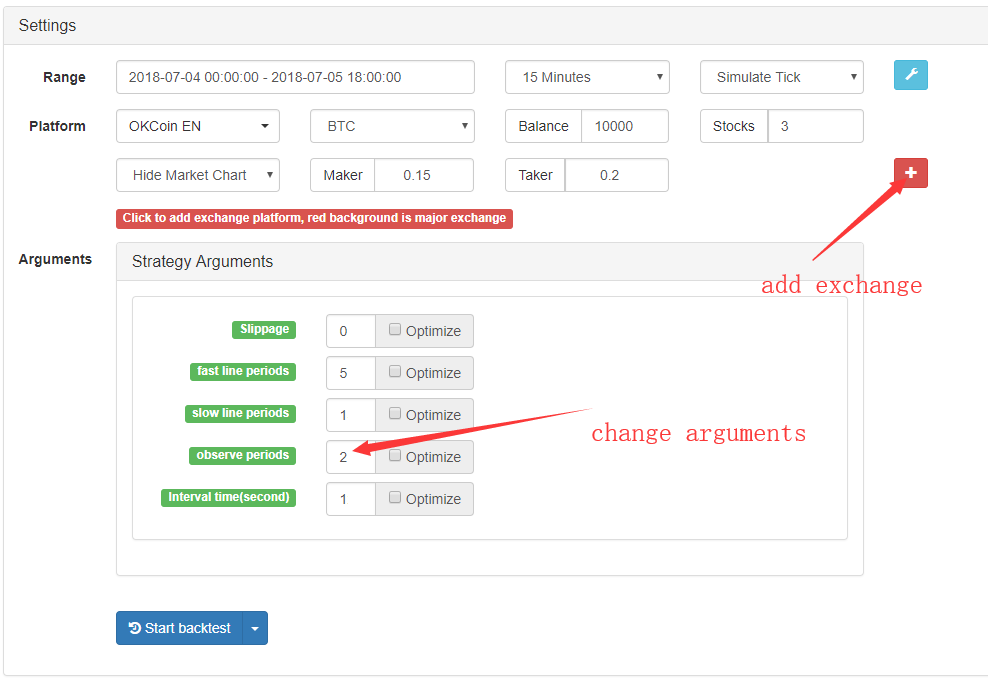 Settings
Range 2018-07-04 00:00:00 - 2018-07-05 18:00:00 15 Minutes Simulate Tick
Platform OKCoin EN BTC Balance 10000 Stocks 3
Hide Market Chart Maker 0.15 Taker 0.2
Click to add exchange platform, red background is major exchange
Arguments Strategy Arguments
add exchange
Slippage 0 Optimize
fast line periods 5 Optimize
slow line periods 1 Optimize
change arguments
observe periods 2 Optimize
Interval time(second) 1 Optimize
Start backtest